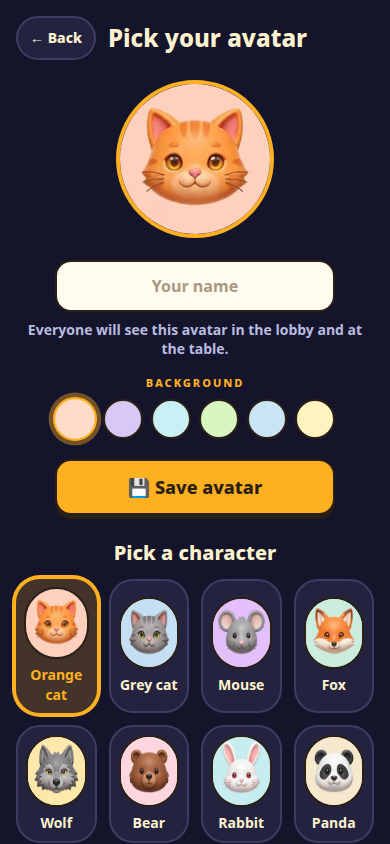 ← Back
Pick your avatar
Your name
Everyone will see this avatar in the lobby and at
the table.
BACKGROUND
💾 Save avatar
Pick a character
Orange
cat
Grey cat
Mouse
Fox
Wolf
Bear
Rabbit
Panda